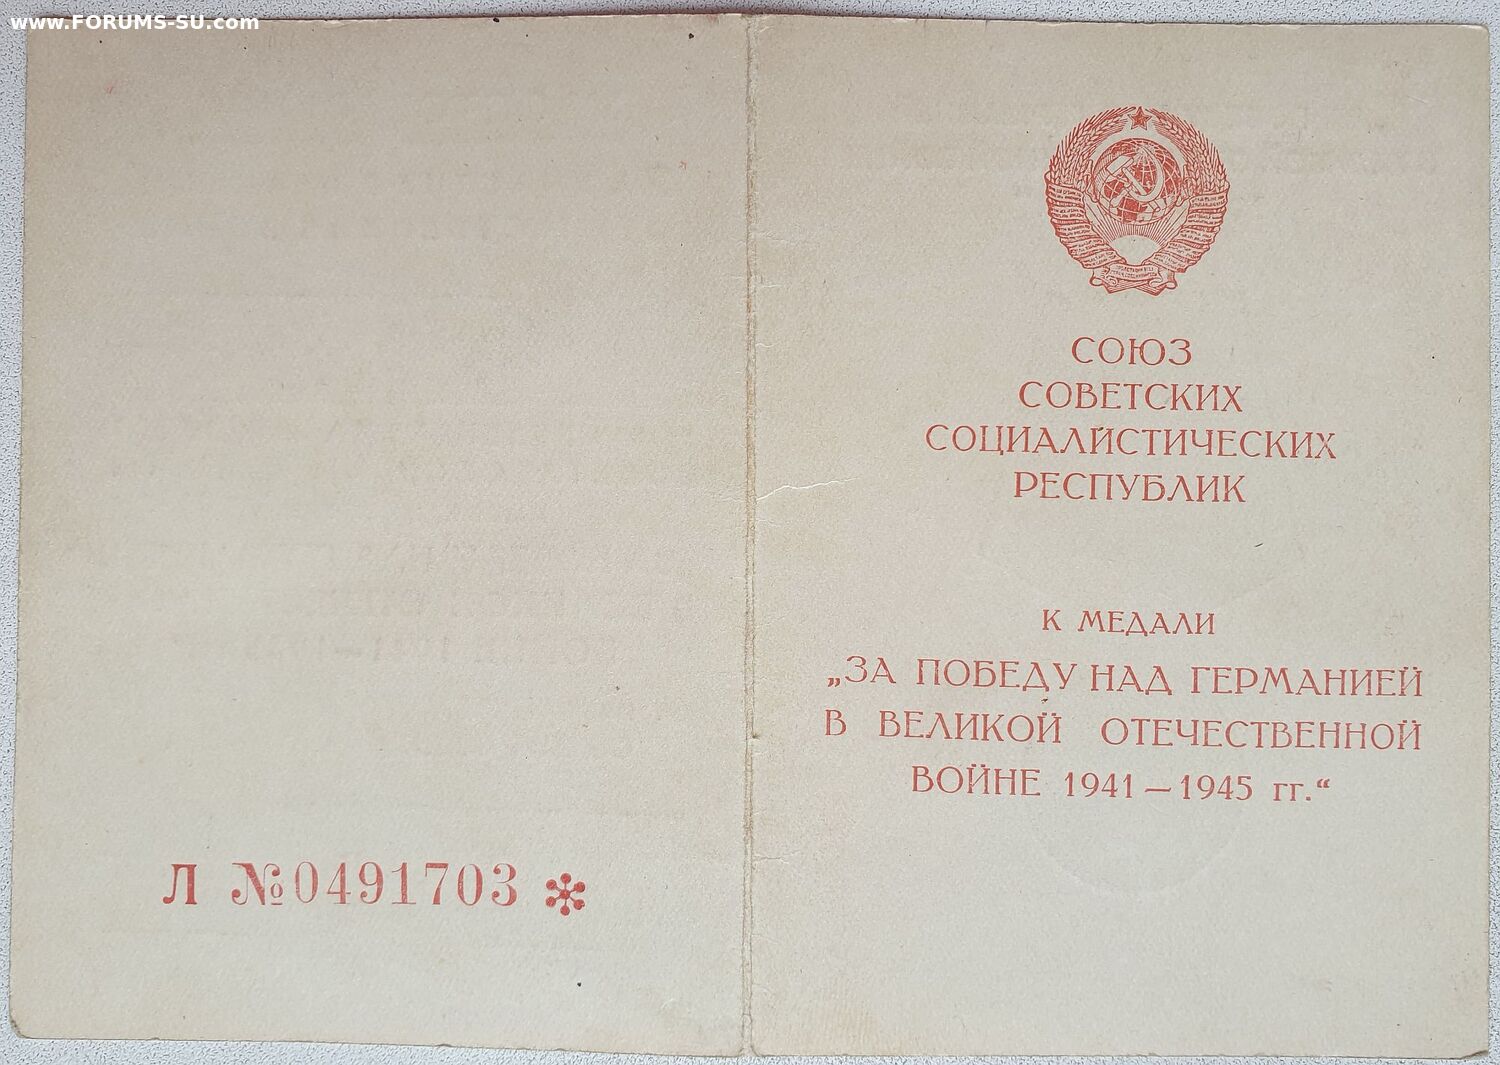 www.FORUMS-SU.com
СОЮЗ
СОВЕТСКИХ
СОЦИАЛИСТИЧЕСКИХ
РЕСПУБЛИК
К МЕДАЛИ
„ЗА ПОБЕДУ НАД ГЕРМАНИЕЙ
В ВЕЛИКОЙ ОТЕЧЕСТВЕННОЙ
ВОЙНЕ 1941—1945 гг.“
Л №0491703